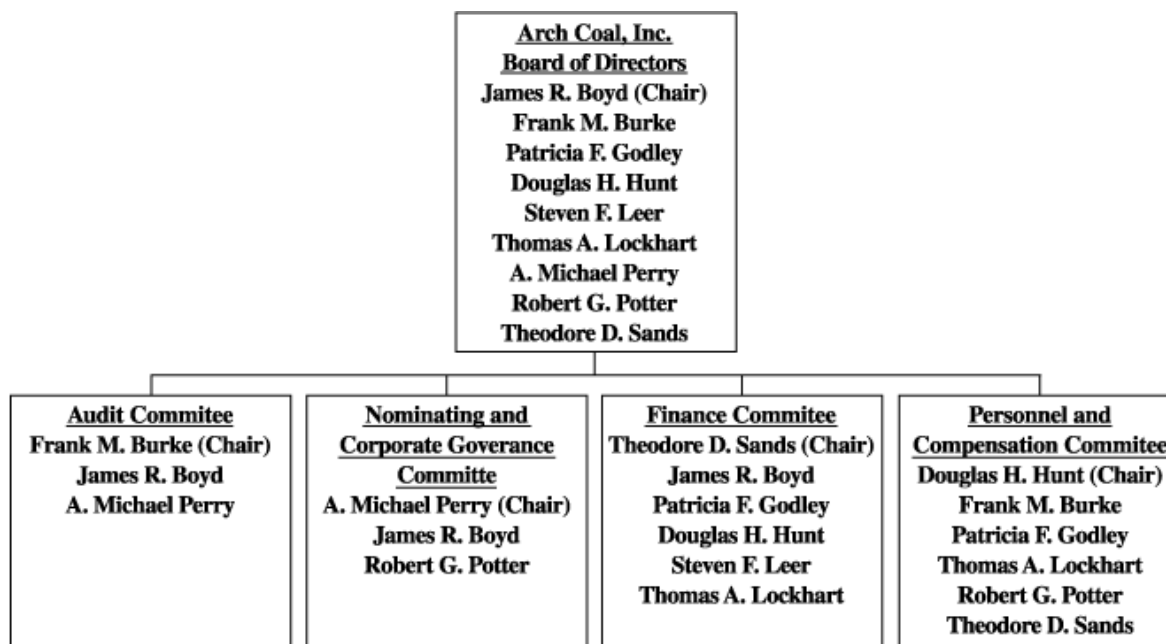 Arch Coal, Inc.
Board of Directors
James R. Boyd (Chair)
Frank M. Burke
Patricia F. Godley
Douglas H. Hunt
Steven F. Leer
Thomas A. Lockhart
A. Michael Perry
Robert G. Potter
Theodore D. Sands
Audit Commitee
Frank M. Burke (Chair)
James R. Boyd
A. Michael Perry
Nominating and
Corporate Goverance
Committe
A. Michael Perry (Chair)
James R. Boyd
Robert G. Potter
Finance Commitee
Theodore D. Sands (Chair)
James R. Boyd
Patricia F. Godley
Douglas H. Hunt
Steven F. Leer
Thomas A. Lockhart
Personnel and
Compensation Commitee
Douglas H. Hunt (Chair)
Frank M. Burke
Patricia F. Godley
Thomas A. Lockhart
Robert G. Potter
Theodore D. Sands